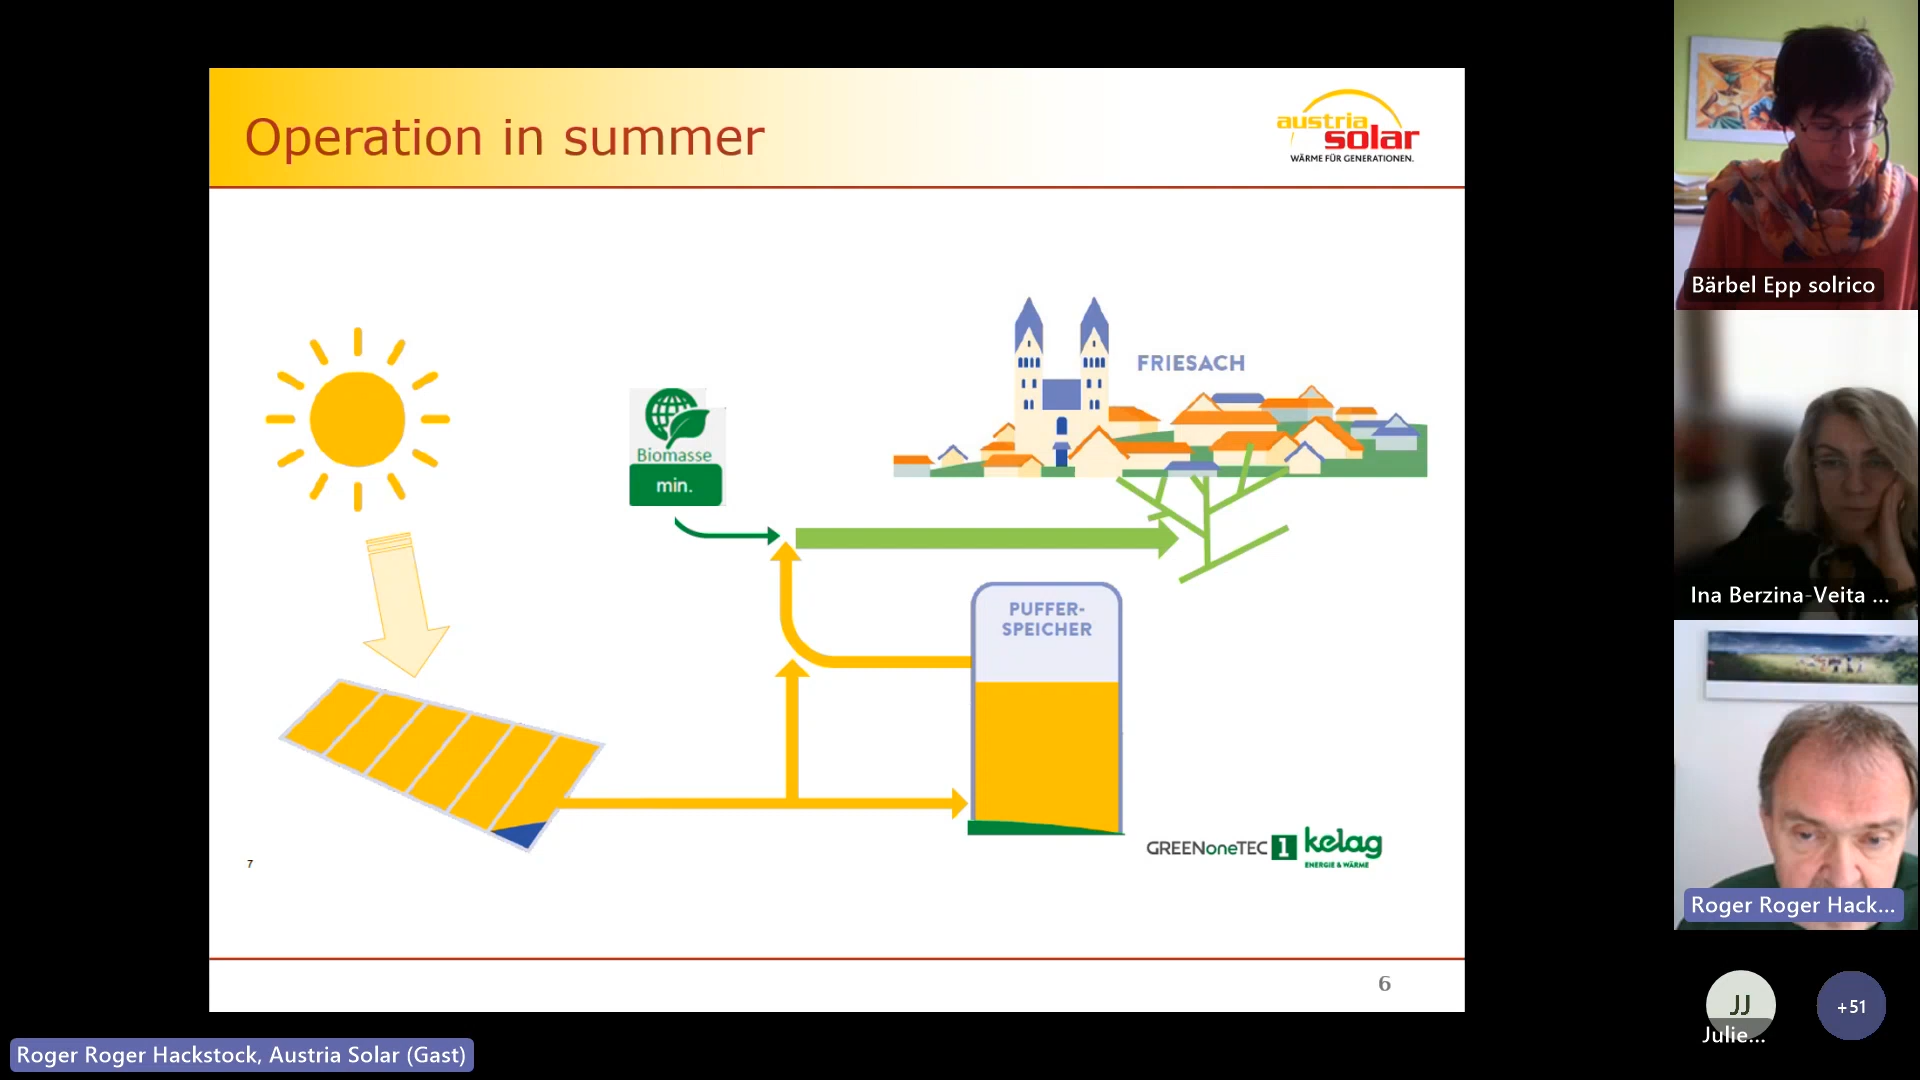 Operation in summer
austria
solar
WÄRME FÜR GENERATIONEN.
FRIESACH
Biomasse
min.
PUFFER-
SPEICHER
GREENoneTEC 1 kelag
ENERGIE & WÄRME
7
6
Bärbel Epp solrico
Ina Berzina-Veita ...
Roger Roger Hack...
JJ
Julie...
+51
Roger Roger Hackstock, Austria Solar (Gast)